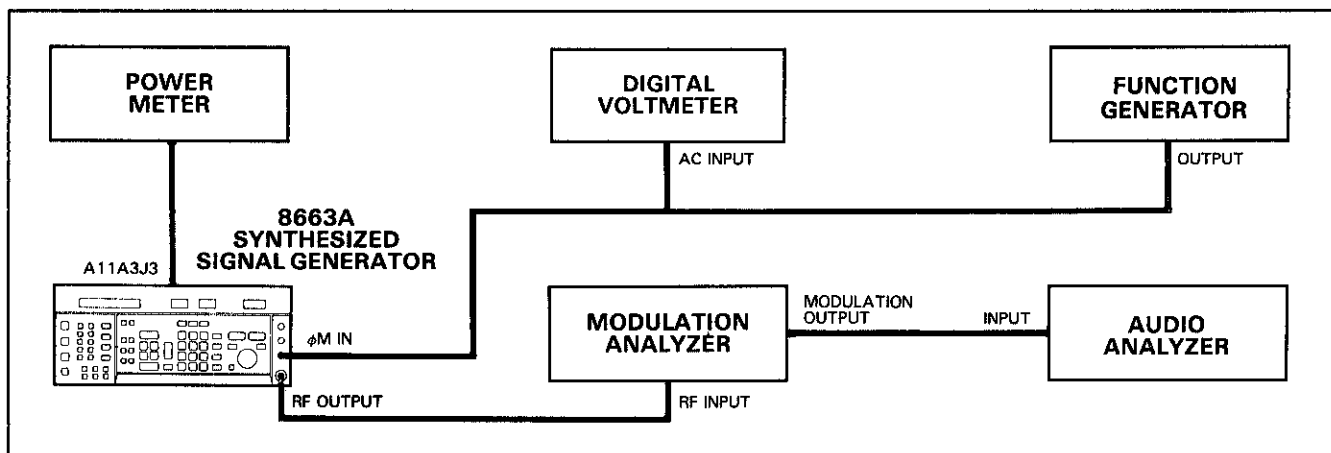 POWER
METER
DIGITAL
VOLTMETER
FUNCTION
GENERATOR
AC INPUT
OUTPUT
8663A
SYNTHESIZED
SIGNAL GENERATOR
A11A3J3
ϕM IN
RF OUTPUT
MODULATION
ANALYZER
RF INPUT
MODULATION
OUTPUT
INPUT
AUDIO
ANALYZER